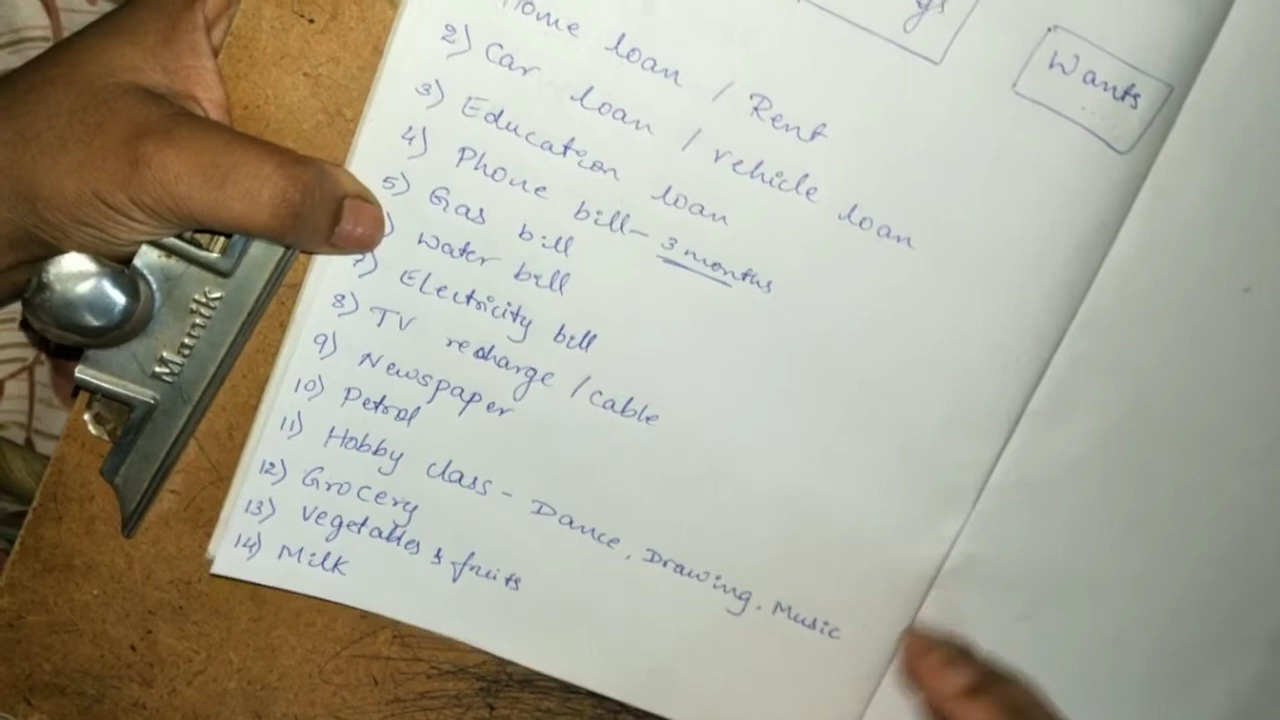 Home loan / Rent
2) Car loan / vehicle loan
3) Education loan
4) Phone bill - 3 months
5) Gas bill
) Water bill
7) Electricity bill
8) TV recharge / cable
9) Newspaper
10) Petrol
11) Hobby class - Dance, Drawing, Music
12) Grocery
13) Vegetables & fruits
14) Milk
Wants
Manik